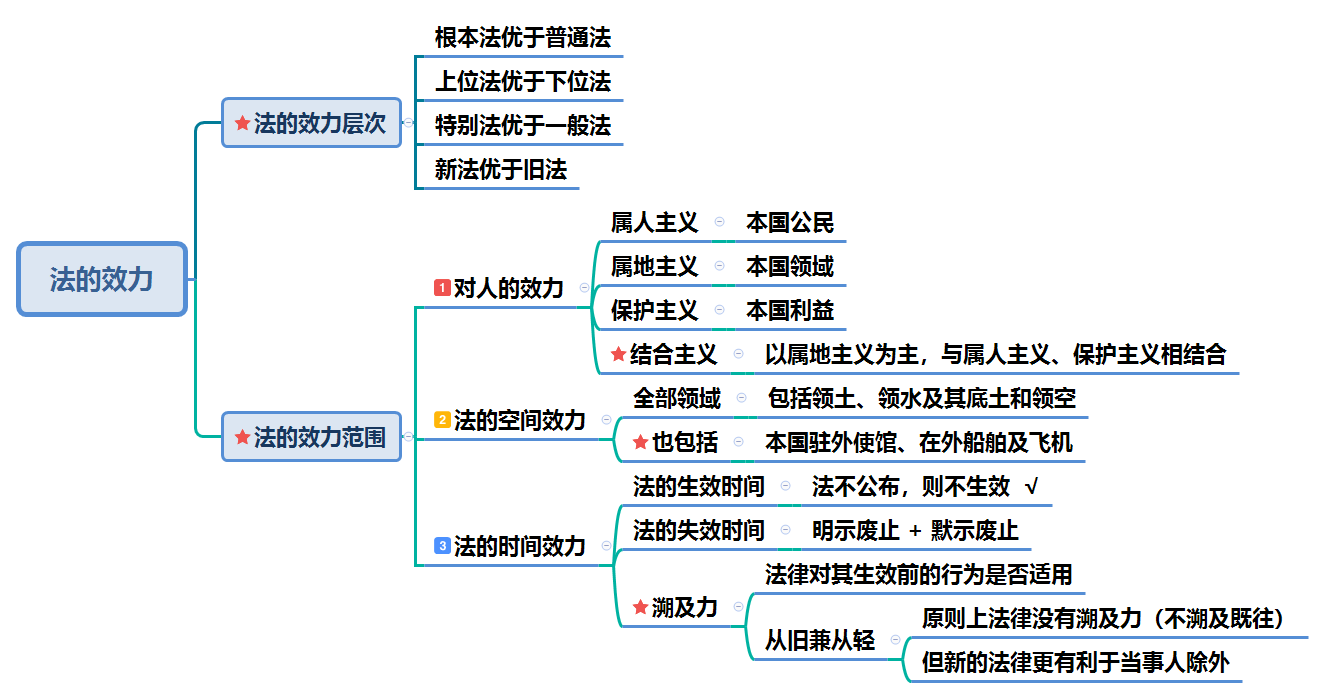 法的效力
法的效力层次
根本法优于普通法
上位法优于下位法
特别法优于一般法
新法优于旧法
法的效力范围
1 对人的效力
属人主义 本国公民
属地主义 本国领域
保护主义 本国利益
结合主义 以属地主义为主，与属人主义、保护主义相结合
2 法的空间效力
全部领域 包括领土、领水及其底土和领空
也包括 本国驻外使馆、在外船舶及飞机
3 法的时间效力
法的生效时间 法不公布，则不生效 √
法的失效时间 明示废止 + 默示废止
溯及力
法律对其生效前的行为是否适用
从旧兼从轻
原则上法律没有溯及力（不溯及既往）
但新的法律更有利于当事人除外